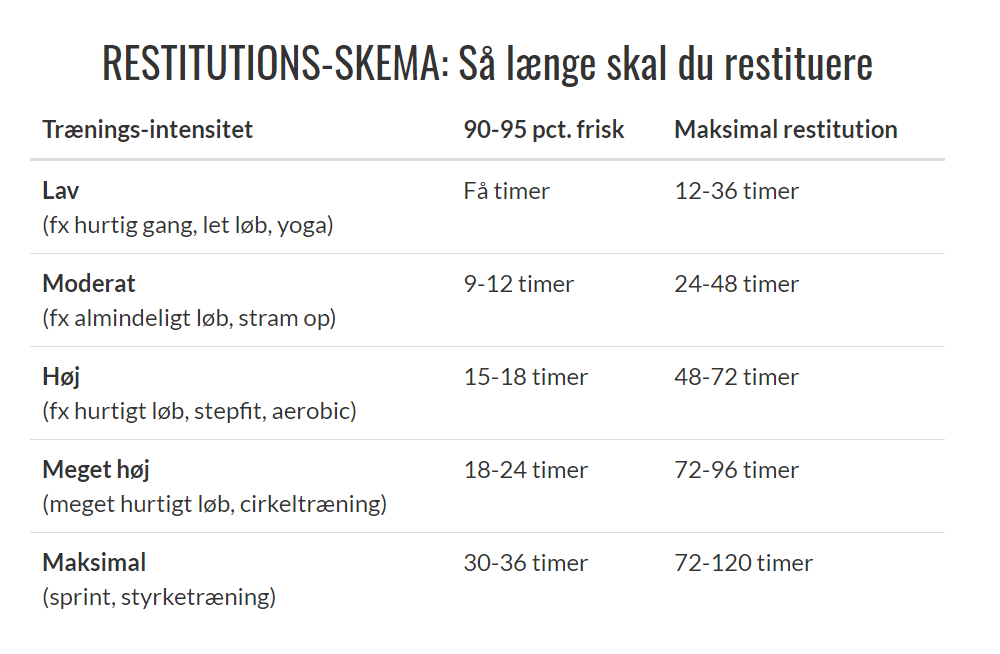 RESTITUTIONS-SKEMA: Så længe skal du restituere
Trænings-intensitet 90-95 pct. frisk Maksimal restitution
Lav Få timer 12-36 timer
(fx hurtig gang, let løb, yoga)
Moderat 9-12 timer 24-48 timer
(fx almindeligt løb, stram op)
Høj 15-18 timer 48-72 timer
(fx hurtigt løb, stepfit, aerobic)
Meget høj 18-24 timer 72-96 timer
(meget hurtigt løb, cirkeltræning)
Maksimal 30-36 timer 72-120 timer
(sprint, styrketræning)